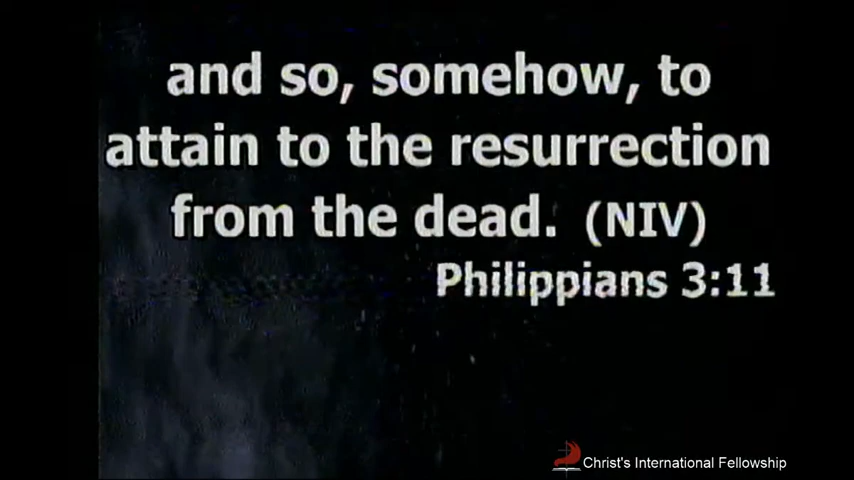 and so, somehow, to
attain to the resurrection
from the dead. (NIV)
Philippians 3:11
Christ's International Fellowship